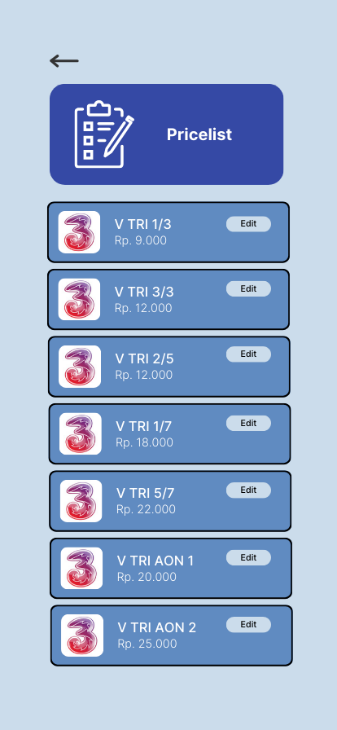 Pricelist
V TRI 1/3
Edit
Rp. 9.000
V TRI 3/3
Edit
Rp. 12.000
V TRI 2/5
Edit
Rp. 12.000
V TRI 1/7
Edit
Rp. 18.000
V TRI 5/7
Edit
Rp. 22.000
V TRI AON 1
Edit
Rp. 20.000
V TRI AON 2
Edit
Rp. 25.000